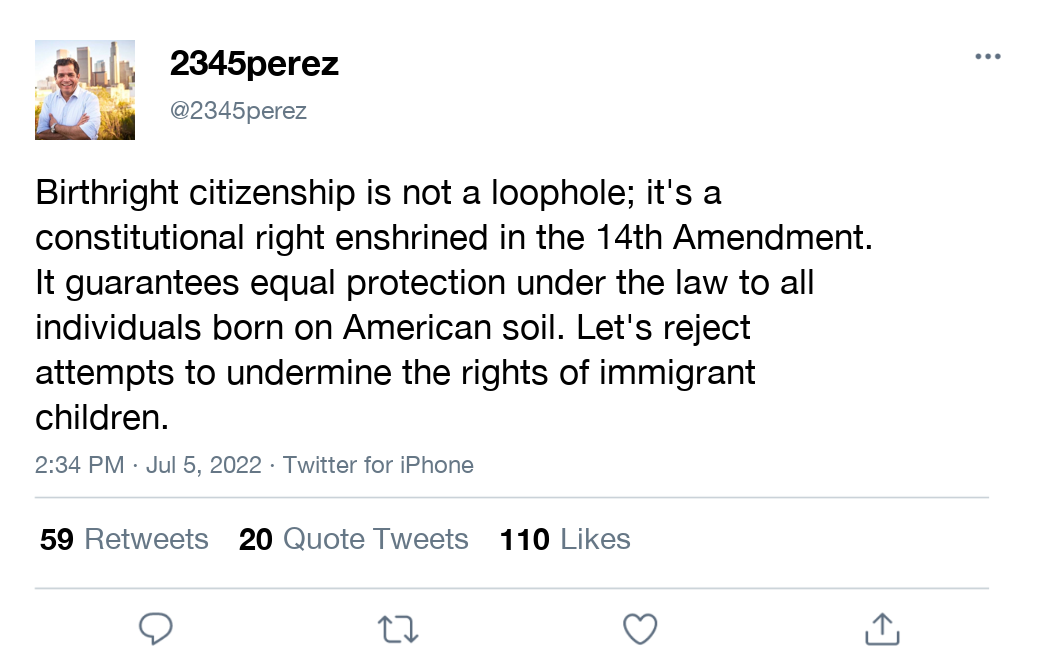 2345perez
@2345perez
Birthright citizenship is not a loophole; it's a
constitutional right enshrined in the 14th Amendment.
It guarantees equal protection under the law to all
individuals born on American soil. Let's reject
attempts to undermine the rights of immigrant
children.
2:34 PM · Jul 5, 2022 · Twitter for iPhone
59 Retweets 20 Quote Tweets 110 Likes